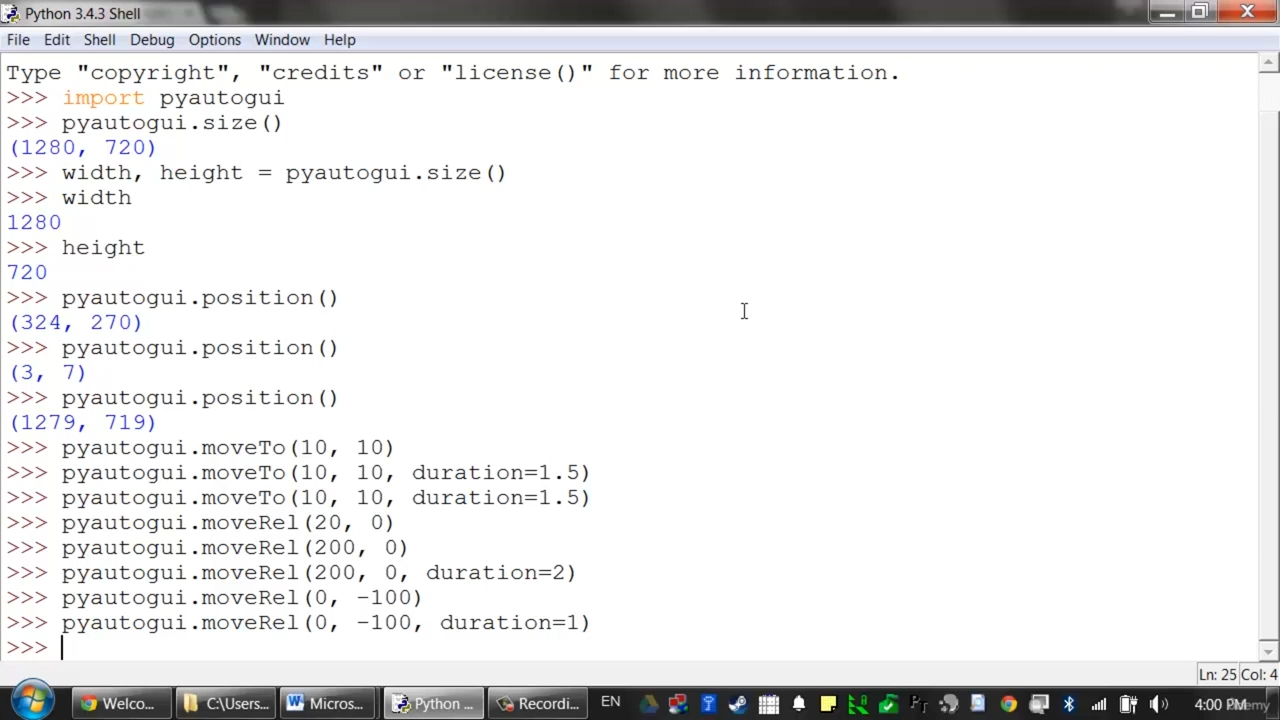 Python 3.4.3 Shell
File Edit Shell Debug Options Window Help
Type "copyright", "credits" or "license()" for more information.
>>> import pyautogui
>>> pyautogui.size()
(1280, 720)
>>> width, height = pyautogui.size()
>>> width
1280
>>> height
720
>>> pyautogui.position()
(324, 270)
>>> pyautogui.position()
(3, 7)
>>> pyautogui.position()
(1279, 719)
>>> pyautogui.moveTo(10, 10)
>>> pyautogui.moveTo(10, 10, duration=1.5)
>>> pyautogui.moveTo(10, 10, duration=1.5)
>>> pyautogui.moveRel(20, 0)
>>> pyautogui.moveRel(200, 0)
>>> pyautogui.moveRel(200, 0, duration=2)
>>> pyautogui.moveRel(0, -100)
>>> pyautogui.moveRel(0, -100, duration=1)
>>>
Ln: 25 Col: 4
Welco... C:\Users... Micros... Python ... Recordi... EN 4:00 PM